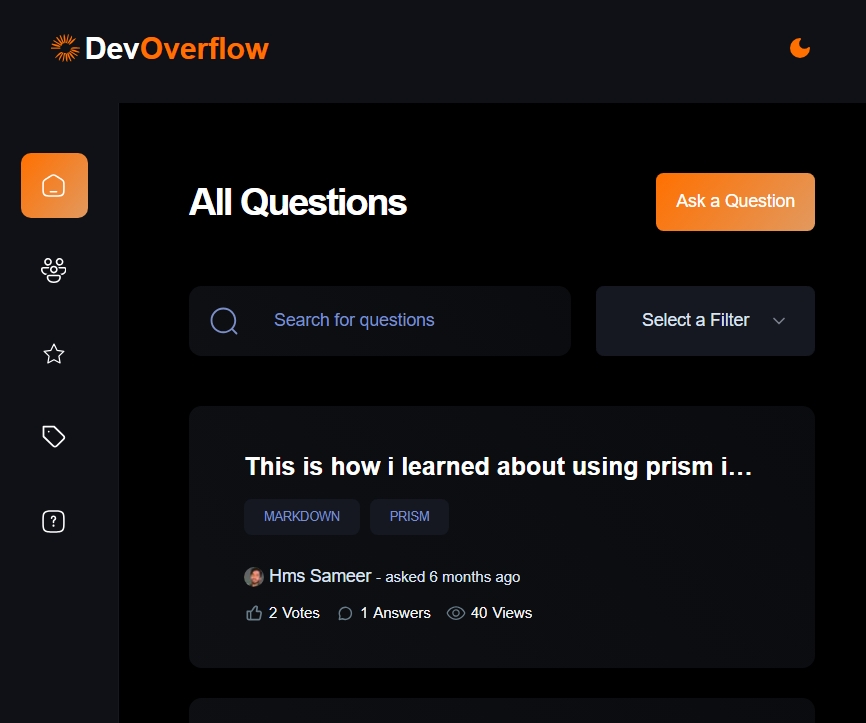 DevOverflow
All Questions
Ask a Question
Search for questions
Select a Filter
This is how i learned about using prism i...
MARKDOWN
PRISM
Hms Sameer - asked 6 months ago
2 Votes
1 Answers
40 Views